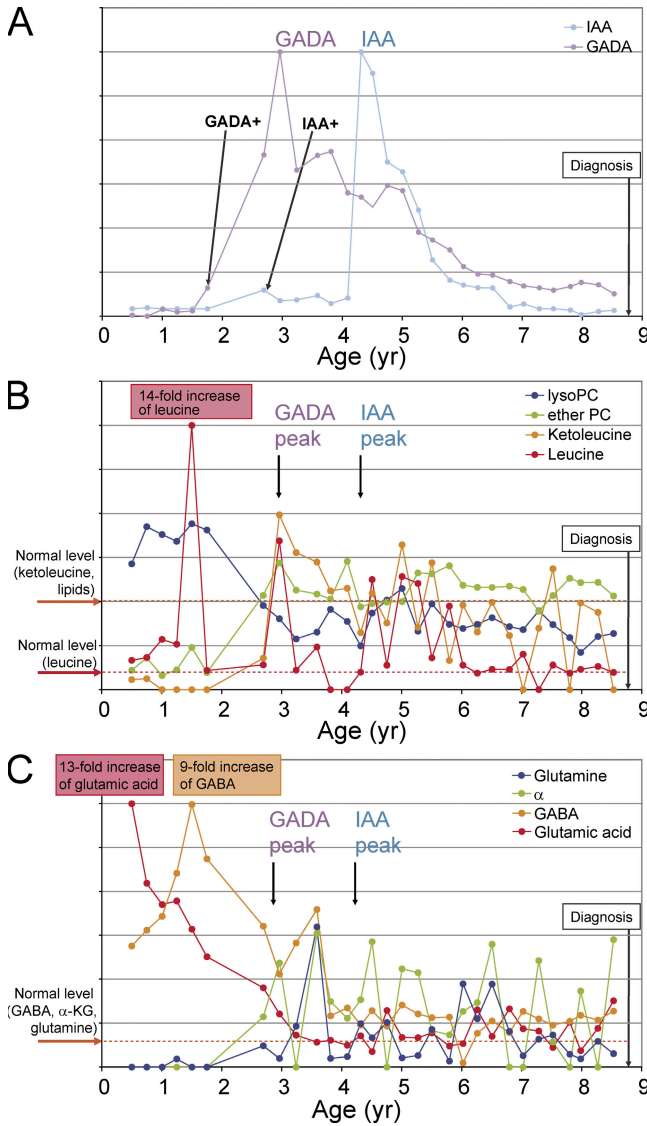 A
GADA IAA
IAA
GADA
GADA+
IAA+
Diagnosis
0 1 2 3 4 5 6 7 8 9
Age (yr)
B
14-fold increase
of leucine
GADA
peak
IAA
peak
lysoPC
ether PC
Ketoleucine
Leucine
Normal level
(ketoleucine,
lipids)
Normal level
(leucine)
Diagnosis
0 1 2 3 4 5 6 7 8 9
Age (yr)
C
13-fold increase
of glutamic acid
9-fold increase
of GABA
GADA
peak
IAA
peak
Glutamine
α
GABA
Glutamic acid
Normal level
(GABA, α-KG,
glutamine)
Diagnosis
0 1 2 3 4 5 6 7 8 9
Age (yr)